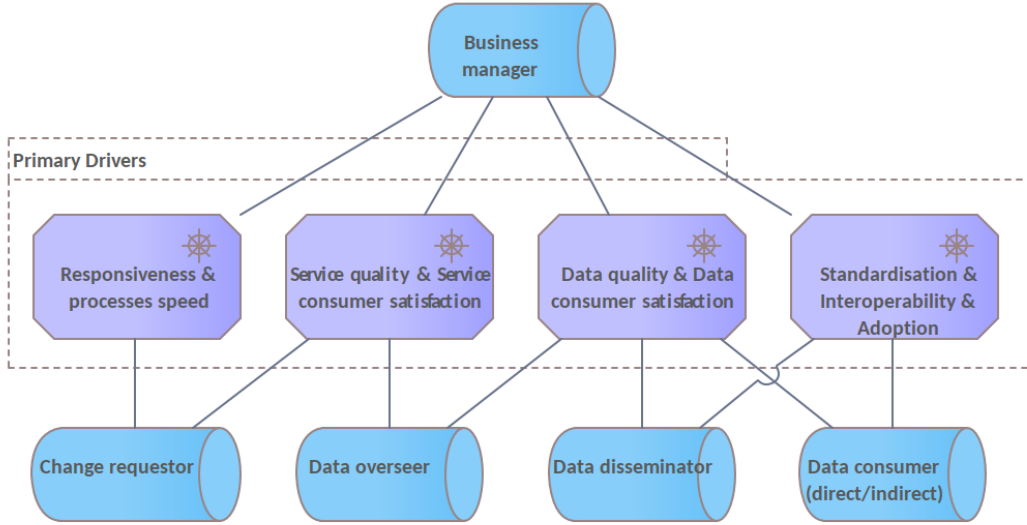 Business
manager
Primary Drivers
Responsiveness &
processes speed
Service quality & Service
consumer satisfaction
Data quality & Data
consumer satisfaction
Standardisation &
Interoperability &
Adoption
Change requestor
Data overseer
Data disseminator
Data consumer
(direct/indirect)